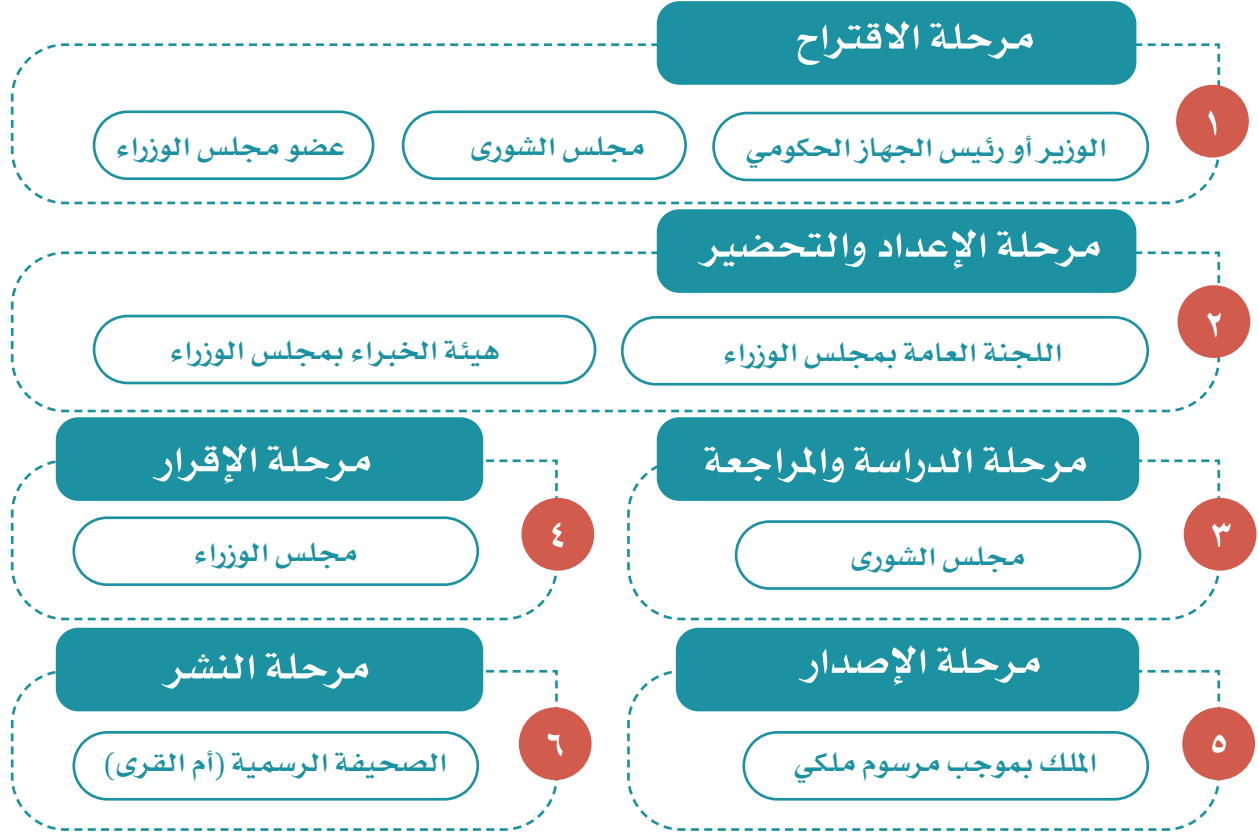 مرحلة الاقتراح
١
الوزير أو رئيس الجهاز الحكومي
مجلس الشورى
عضو مجلس الوزراء
مرحلة الإعداد والتحضير
٢
اللجنة العامة بمجلس الوزراء
هيئة الخبراء بمجلس الوزراء
مرحلة الدراسة والمراجعة
٣
مجلس الشورى
مرحلة الإقرار
٤
مجلس الوزراء
مرحلة الإصدار
٥
الملك بموجب مرسوم ملكي
مرحلة النشر
٦
الصحيفة الرسمية (أم القرى)